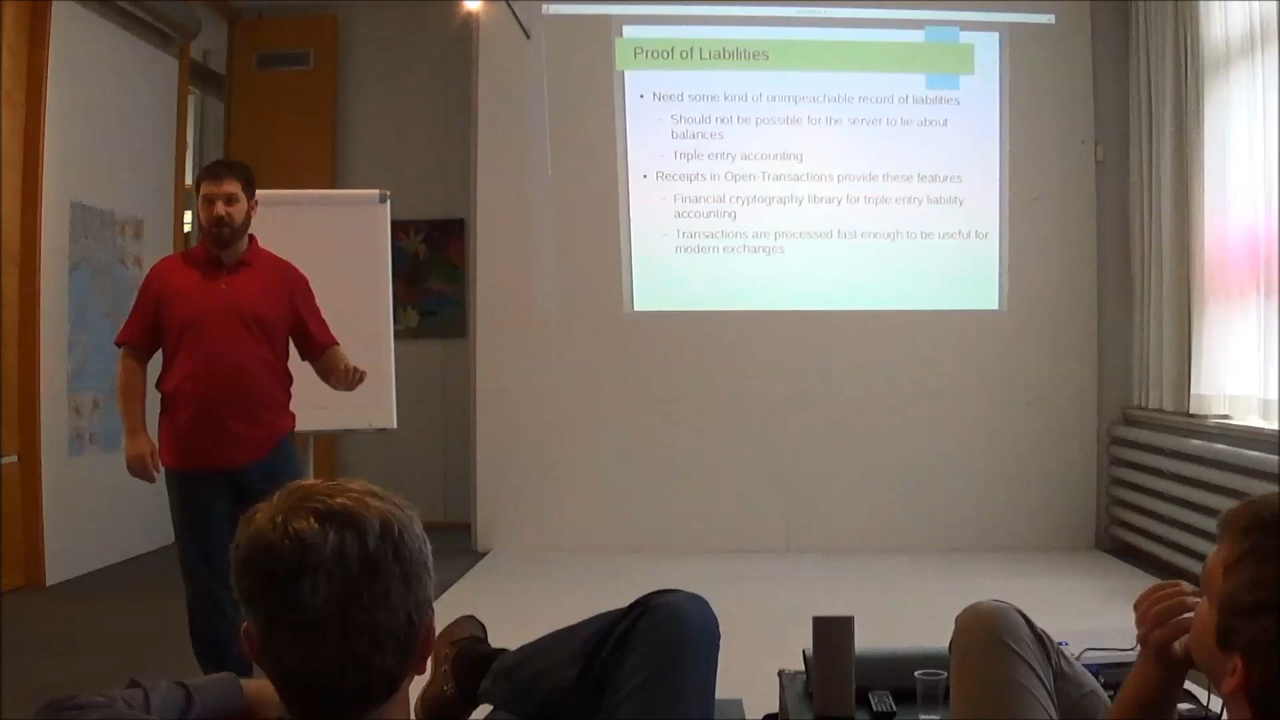 Proof of Liabilities
• Need some kind of unimpeachable record of liabilities
– Should not be possible for the server to lie about
balances
– Triple entry accounting
• Receipts in Open-Transactions provide these features
– Financial cryptography library for triple entry liability
accounting
– Transactions are processed fast enough to be useful for
modern exchanges